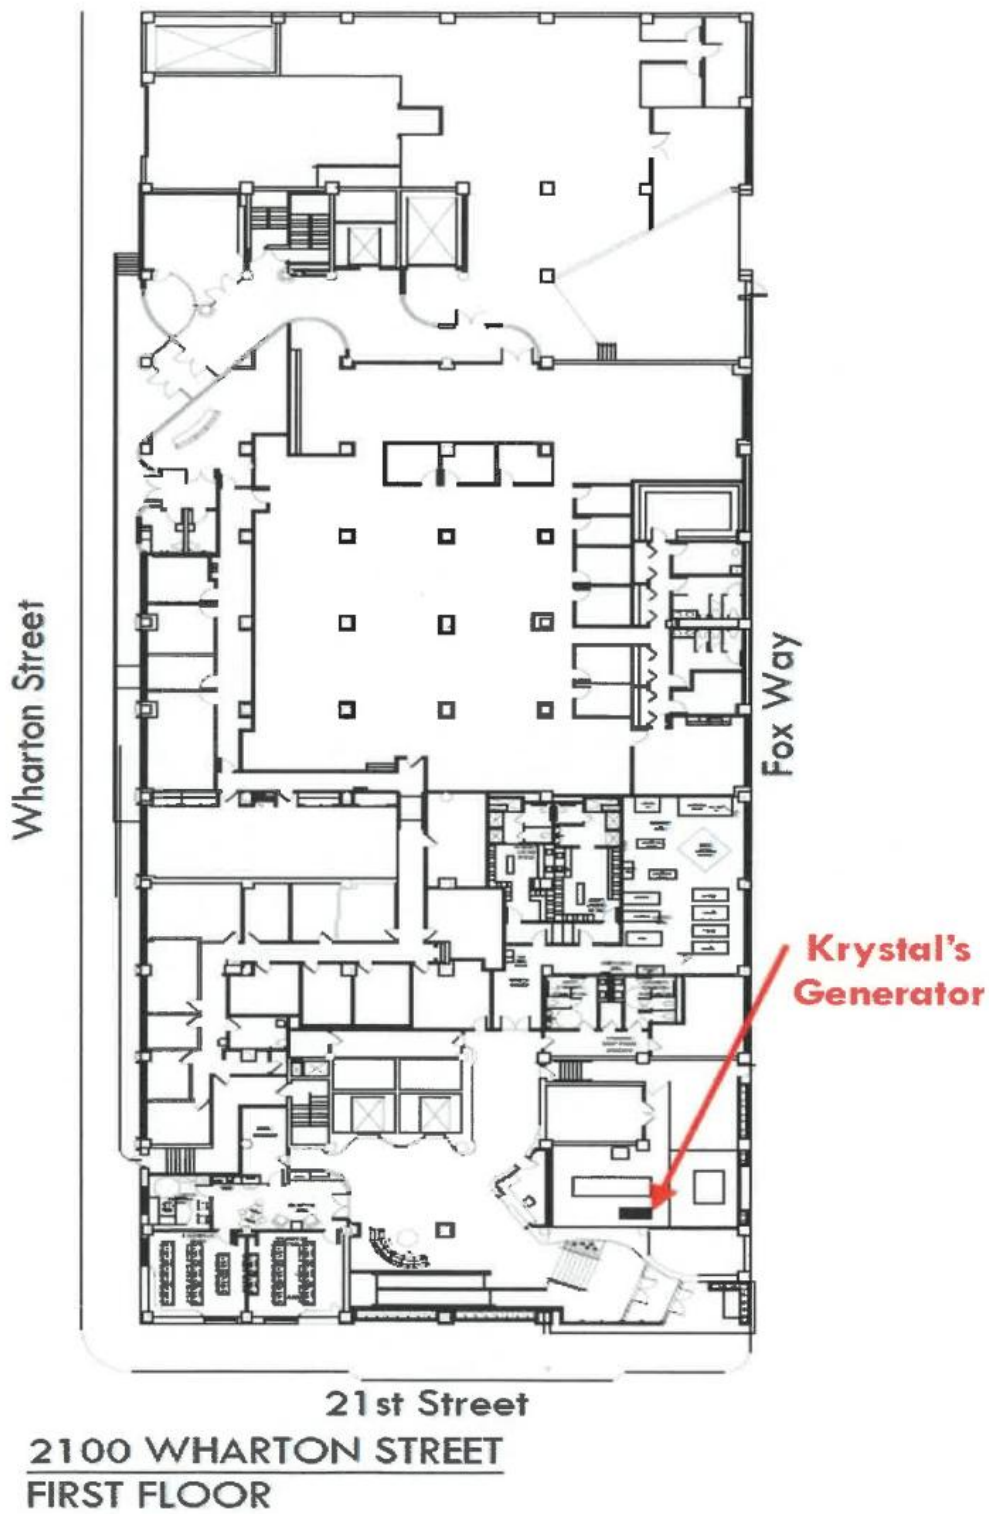 Wharton Street
Fox Way
Krystal's
Generator
21st Street
2100 WHARTON STREET
FIRST FLOOR